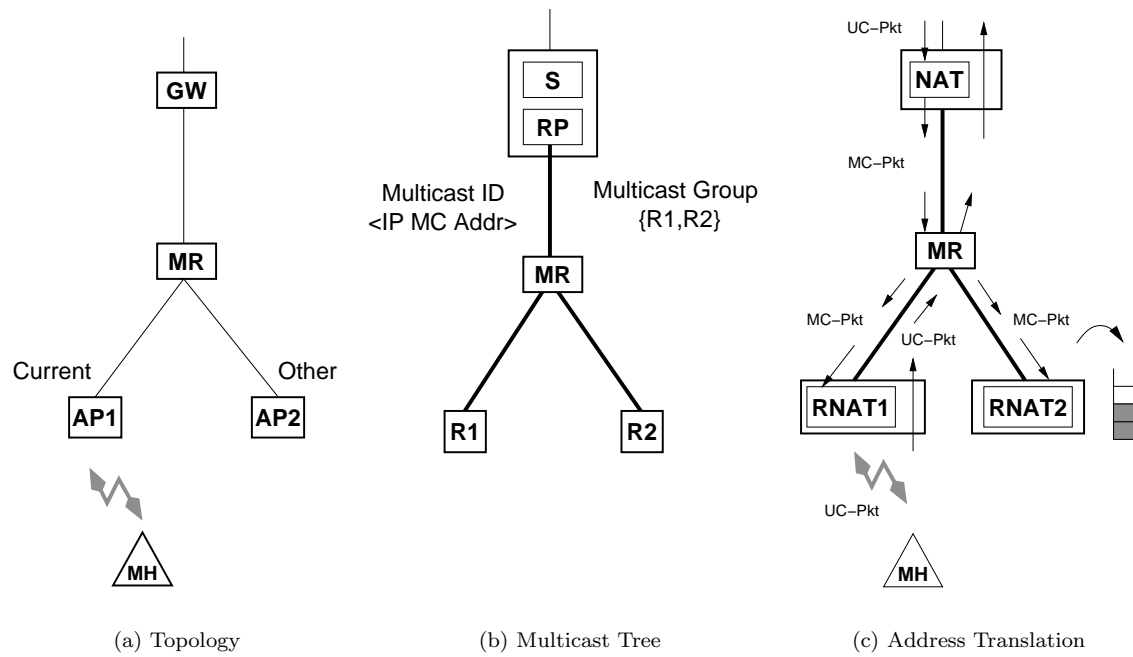 GW
MR
Current
Other
AP1
AP2
MH
(a) Topology
S
RP
Multicast ID
<IP MC Addr>
Multicast Group
{R1,R2}
MR
R1
R2
(b) Multicast Tree
UC−Pkt
NAT
MC−Pkt
MR
MC−Pkt
UC−Pkt
MC−Pkt
RNAT1
RNAT2
UC−Pkt
MH
(c) Address Translation